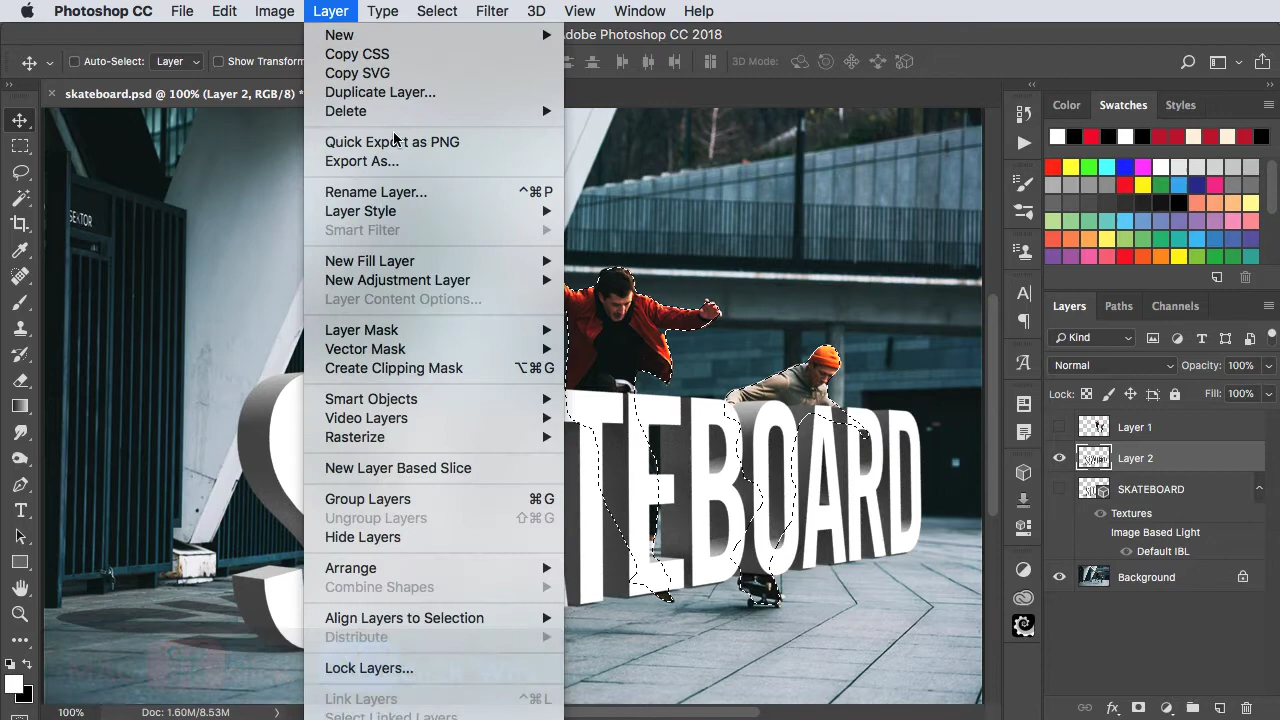 Photoshop CC File Edit Image Layer Type Select Filter 3D View Window Help
Adobe Photoshop CC 2018
Auto-Select: Layer Show Transform 3D Mode:
skateboard.psd @ 100% (Layer 2, RGB/8) *
New
Copy CSS
Copy SVG
Duplicate Layer...
Delete
Quick Export as PNG
Export As...
Rename Layer... ^⌘P
Layer Style
Smart Filter
New Fill Layer
New Adjustment Layer
Layer Content Options...
Layer Mask
Vector Mask
Create Clipping Mask ⌥⌘G
Smart Objects
Video Layers
Rasterize
New Layer Based Slice
Group Layers ⌘G
Ungroup Layers ⇧⌘G
Hide Layers
Arrange
Combine Shapes
Align Layers to Selection
Distribute
Lock Layers...
Link Layers ^⌘L
Select Linked Layers
SEKTOR
S TEBOARD
Color Swatches Styles
Layers Paths Channels
Kind
Normal Opacity: 100%
Lock: Fill: 100%
Layer 1
Layer 2
SKATEBOARD
Textures
Image Based Light
Default IBL
Background
100% Doc: 1.60M/8.53M